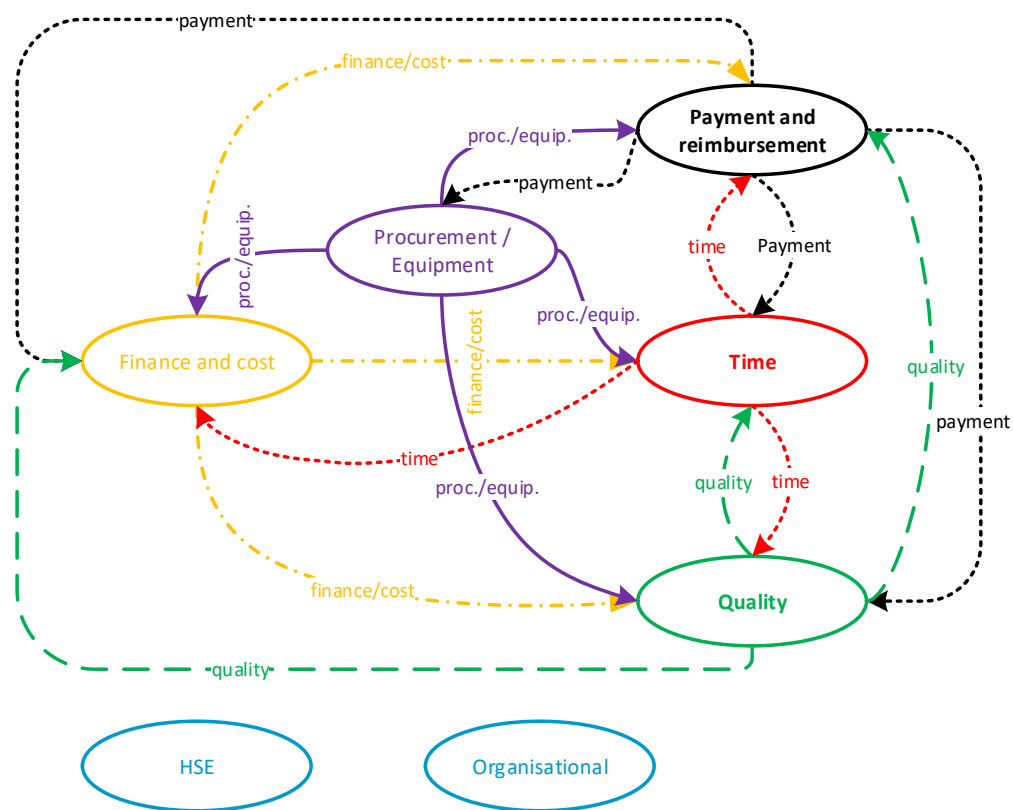 payment
finance/cost
Payment and
reimbursement
proc./equip.
payment
proc./equip.
Procurement /
Equipment
time
Payment
proc./equip.
finance/cost
Finance and cost
Time
quality
payment
time
proc./equip.
quality
time
finance/cost
Quality
quality
HSE
Organisational